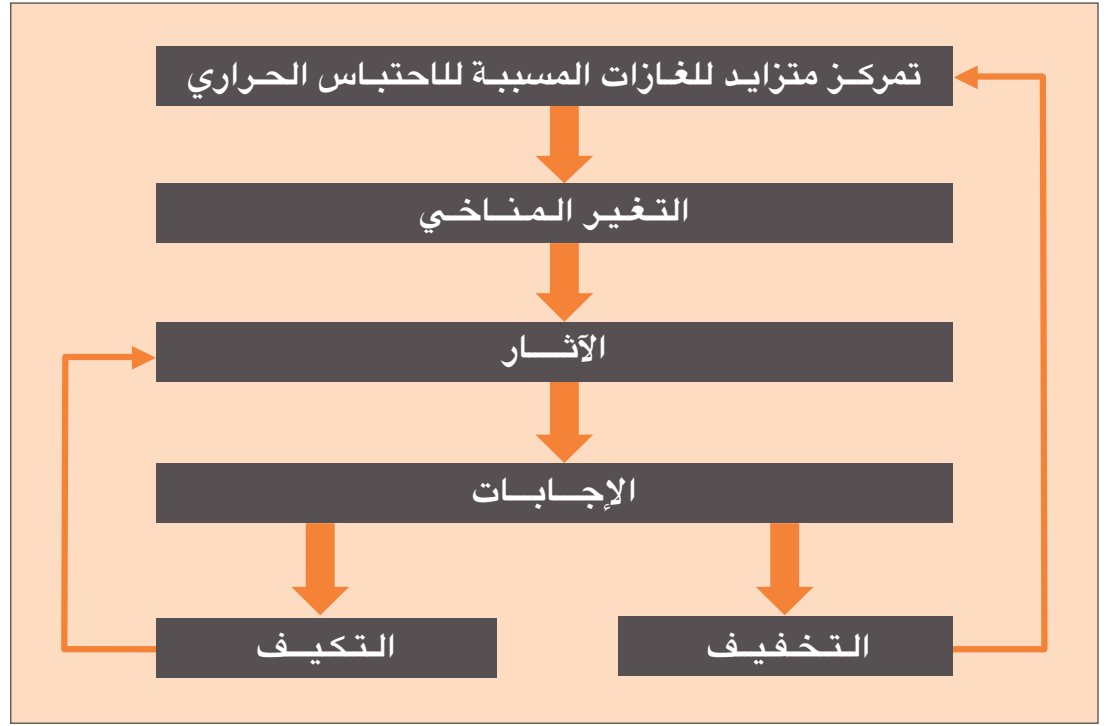 تمركز متزايد للغازات المسببة للاحتباس الحراري
التغير المناخي
الآثار
الإجابات
التخفيف
التكيف